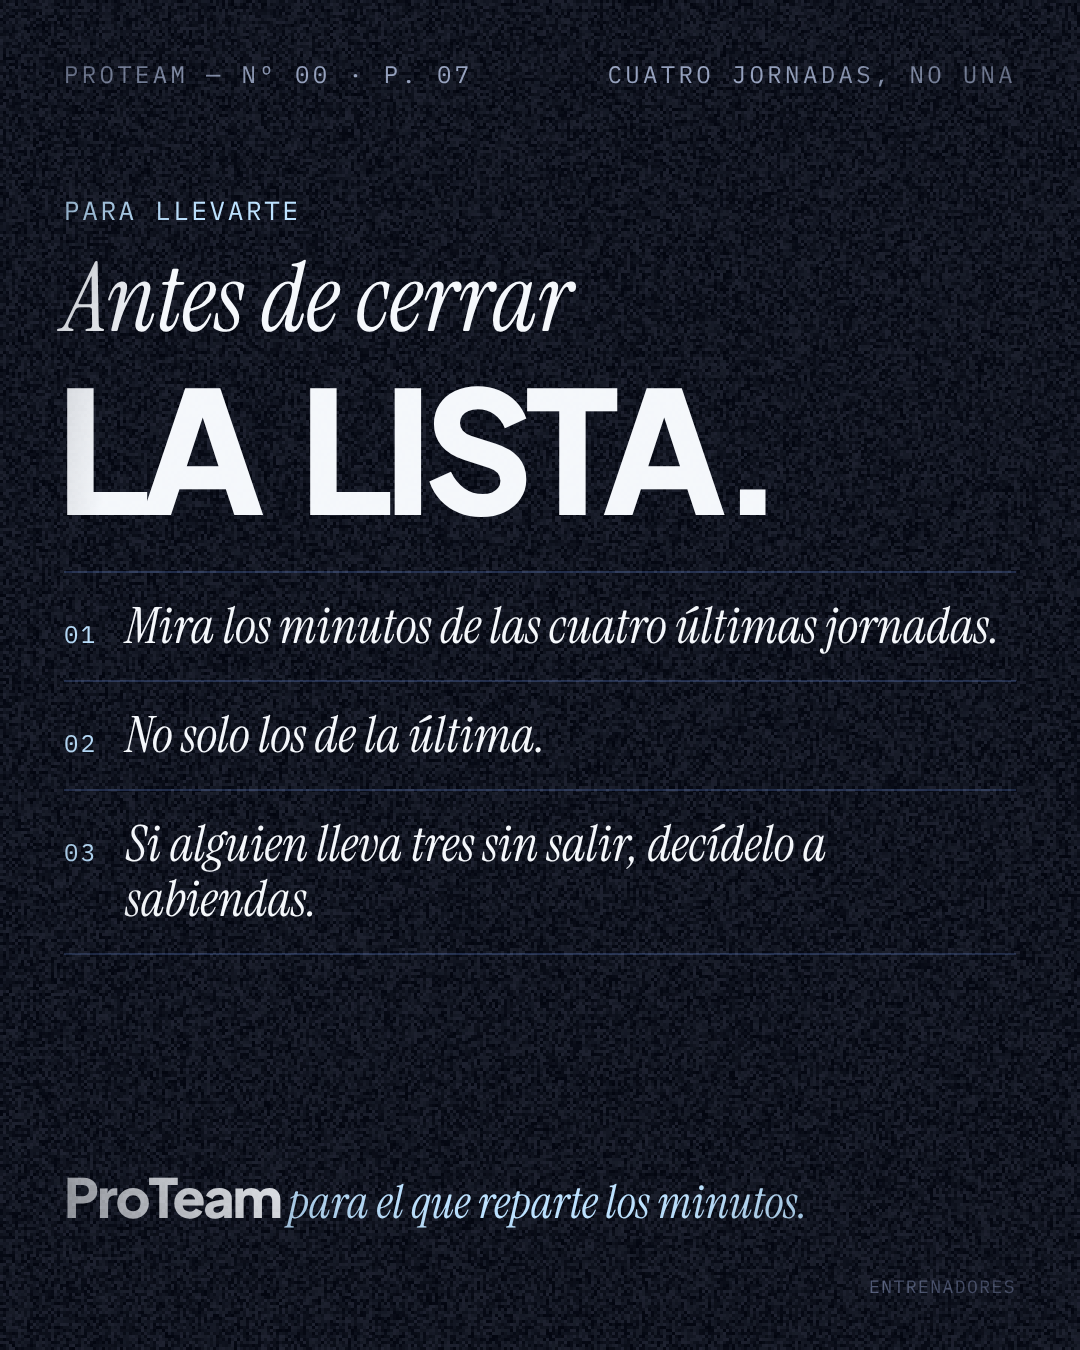 PROTEAM — Nº 00 · P. 07
CUATRO JORNADAS, NO UNA
PARA LLEVARTE
Antes de cerrar
LA LISTA.
01 Mira los minutos de las cuatro últimas jornadas.
02 No solo los de la última.
03 Si alguien lleva tres sin salir, decídelo a
sabiendas.
ProTeam para el que reparte los minutos.
ENTRENADORES